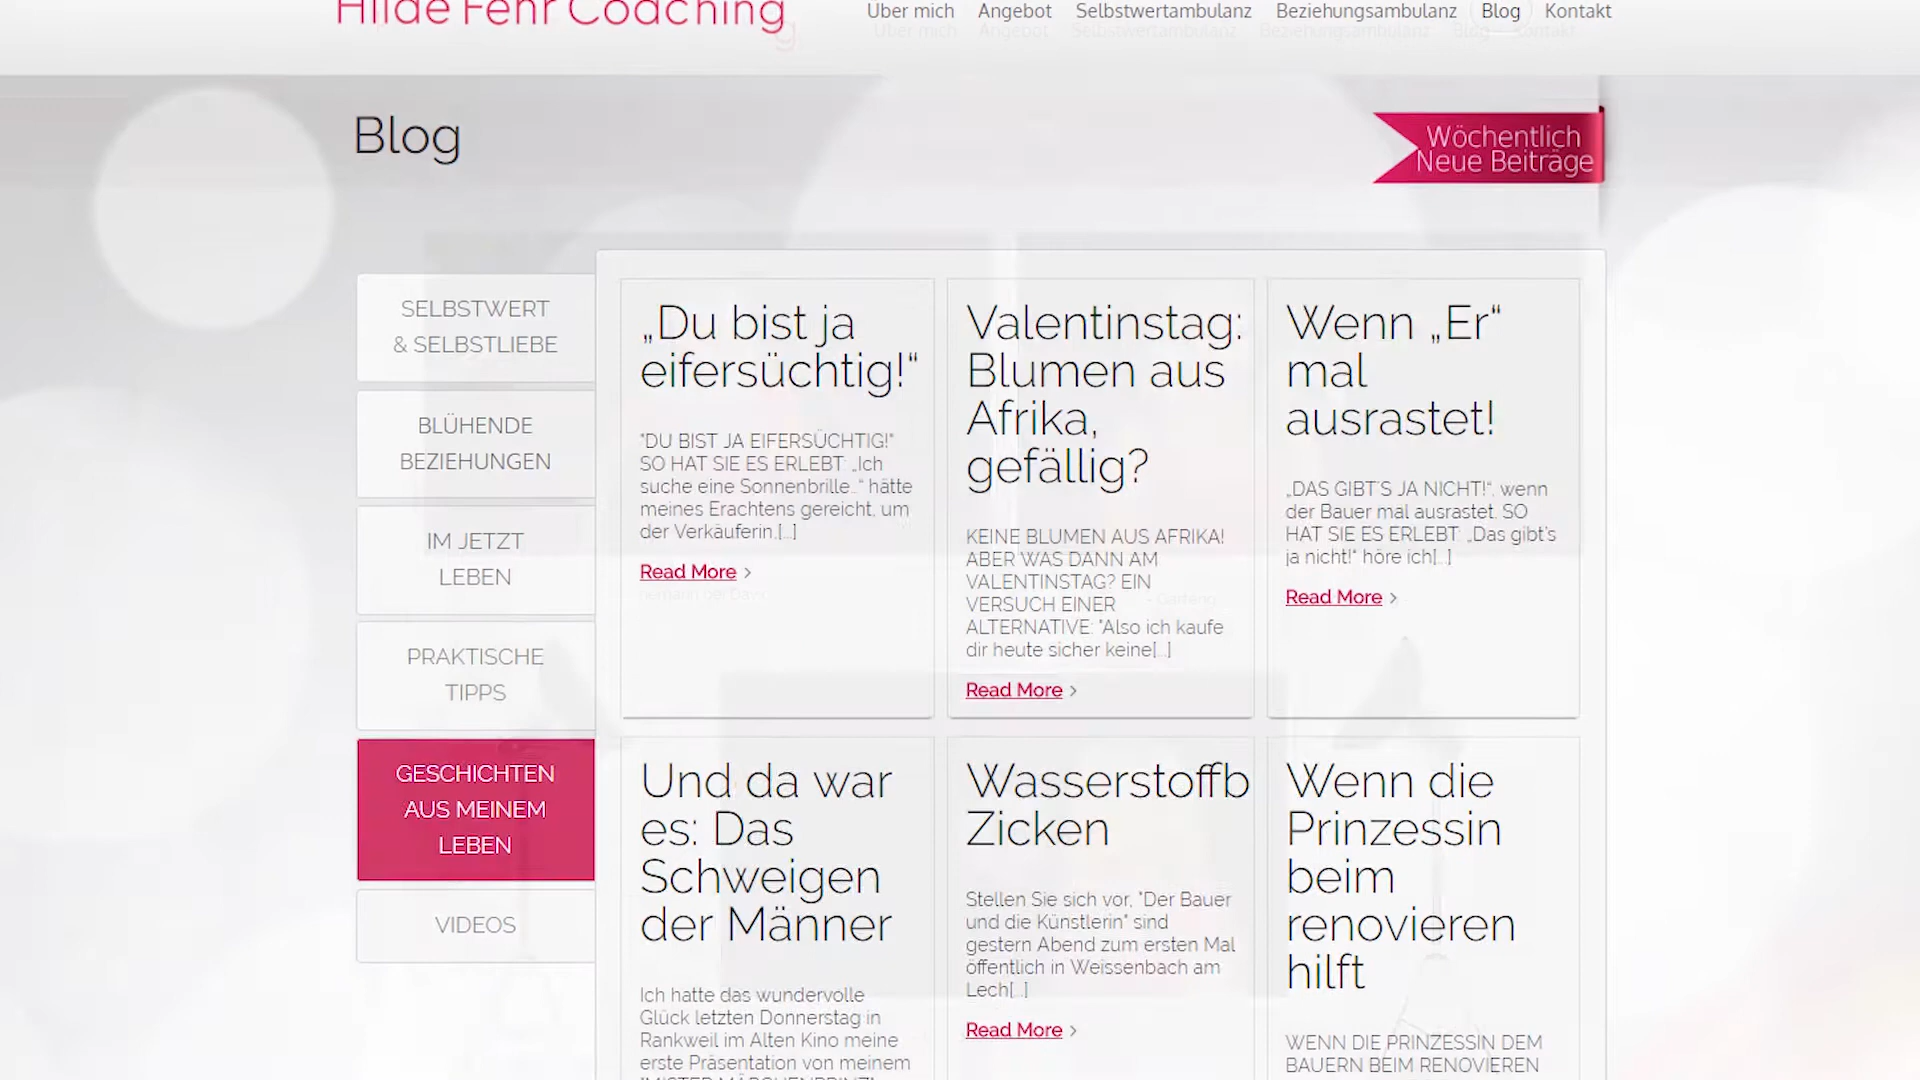 Hilde Fehr Coaching
Über mich Angebot Selbstwertambulanz Beziehungsambulanz Blog Kontakt
Blog
Wöchentlich
Neue Beiträge
SELBSTWERT
& SELBSTLIEBE
BLÜHENDE
BEZIEHUNGEN
IM JETZT
LEBEN
PRAKTISCHE
TIPPS
GESCHICHTEN
AUS MEINEM
LEBEN
VIDEOS
„Du bist ja
eifersüchtig!“
"DU BIST JA EIFERSÜCHTIG!"
SO HAT SIE ES ERLEBT: „Ich
suche eine Sonnenbrille...“ hätte
meines Erachtens gereicht, um
der Verkäuferin,[...]
Read More >
Valentinstag:
Blumen aus
Afrika,
gefällig?
KEINE BLUMEN AUS AFRIKA!
ABER WAS DANN AM
VALENTINSTAG? EIN
VERSUCH EINER
ALTERNATIVE: "Also ich kaufe
dir heute sicher keine[...]
Read More >
Wenn „Er“
mal
ausrastet!
„DAS GIBT'S JA NICHT!“, wenn
der Bauer mal ausrastet. SO
HAT SIE ES ERLEBT: „Das gibt's
ja nicht!“ höre ich[...]
Read More >
Und da war
es: Das
Schweigen
der Männer
Ich hatte das wundervolle
Glück letzten Donnerstag in
Rankweil im Alten Kino meine
erste Präsentation von meinem
"MISTER MÄRCHENPRINZ"
Wasserstoffb
Zicken
Stellen Sie sich vor, "Der Bauer
und die Künstlerin" sind
gestern Abend zum ersten Mal
öffentlich in Weissenbach am
Lech[...]
Read More >
Wenn die
Prinzessin
beim
renovieren
hilft
WENN DIE PRINZESSIN DEM
BAUERN BEIM RENOVIEREN